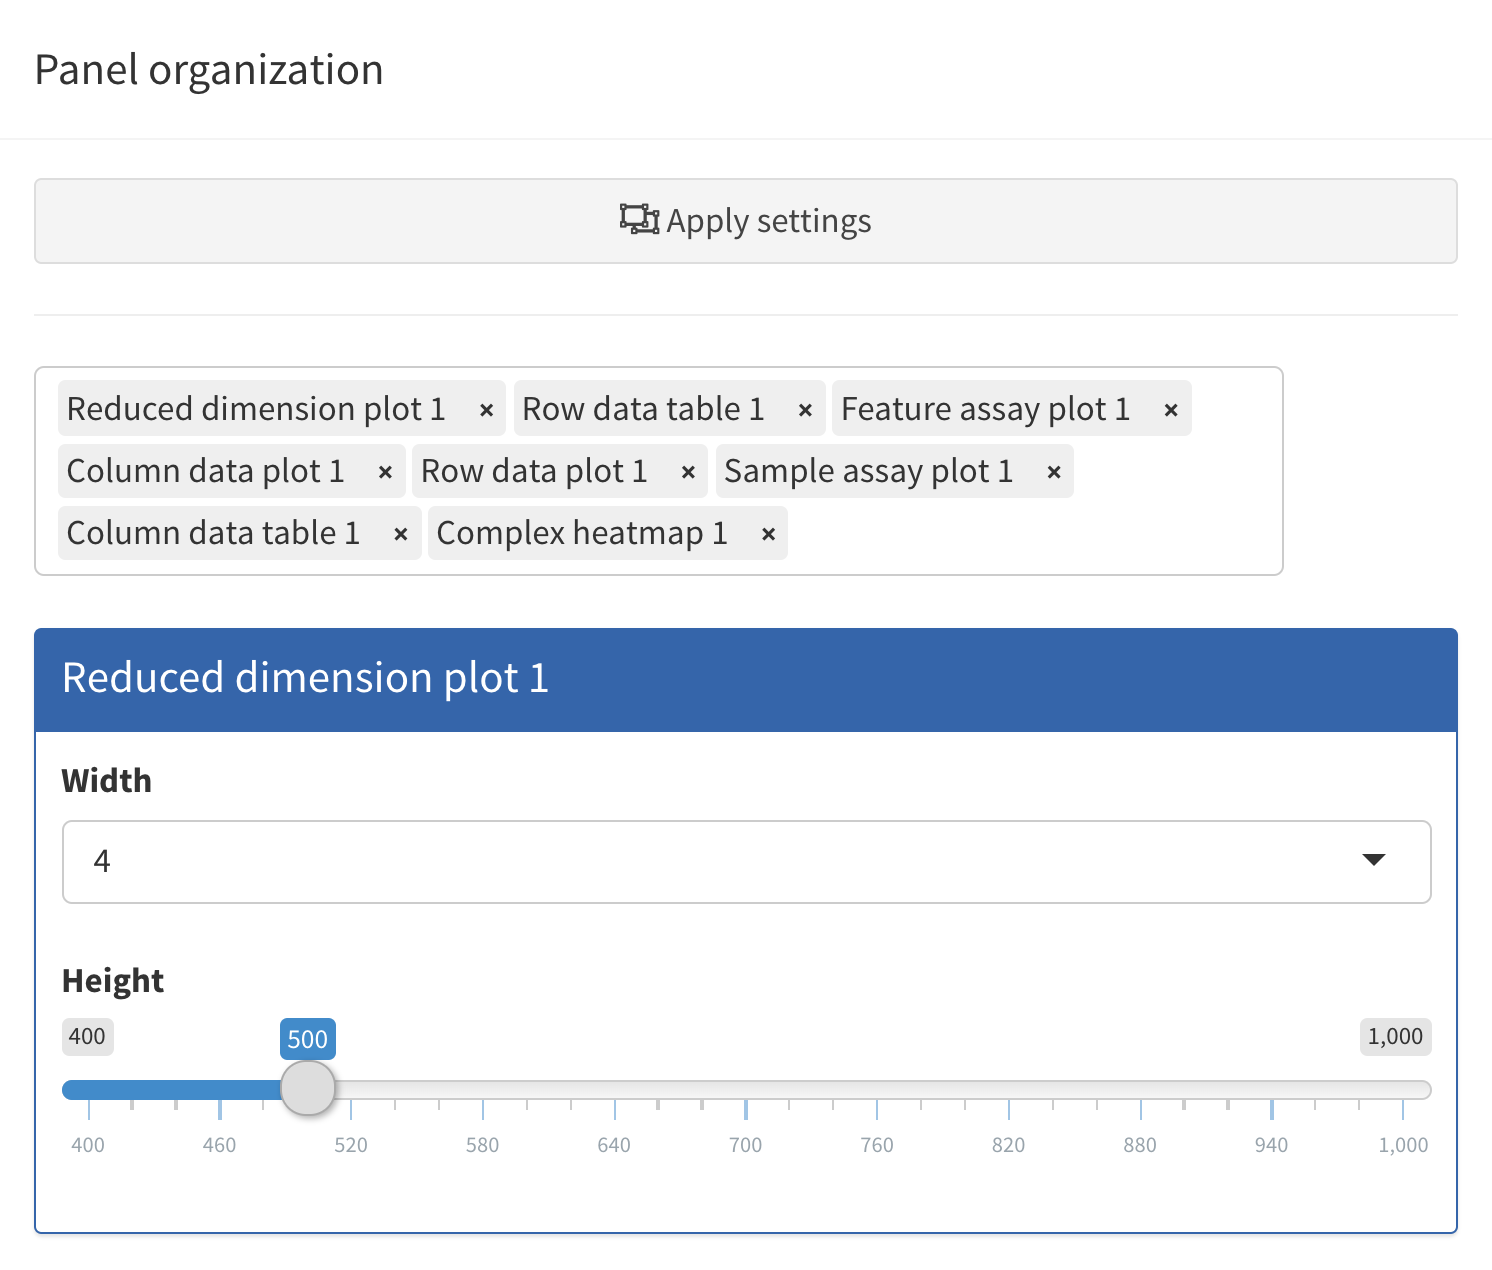 Panel organization
Apply settings
Reduced dimension plot 1 × Row data table 1 × Feature assay plot 1 ×
Column data plot 1 × Row data plot 1 × Sample assay plot 1 ×
Column data table 1 × Complex heatmap 1 ×
Reduced dimension plot 1
Width
4
Height
400 500 1,000
400 460 520 580 640 700 760 820 880 940 1,000